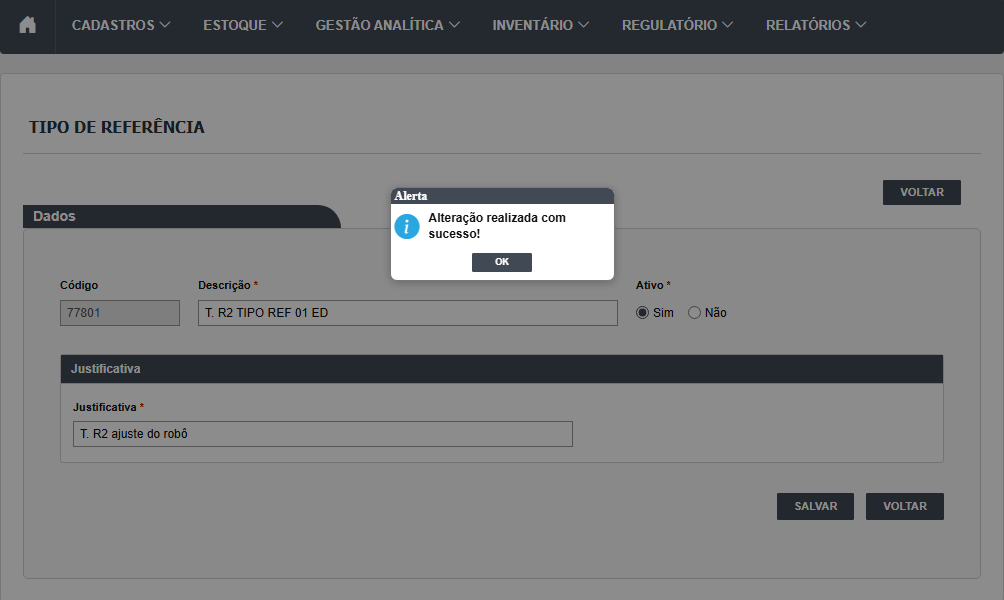 CADASTROS ESTOQUE GESTÃO ANALÍTICA INVENTÁRIO REGULATÓRIO RELATÓRIOS
TIPO DE REFERÊNCIA
VOLTAR
Alerta
i Alteração realizada com
sucesso!
OK
Dados
Código Descrição * Ativo *
77801 T. R2 TIPO REF 01 ED Sim Não
Justificativa
Justificativa *
T. R2 ajuste do robô
SALVAR VOLTAR